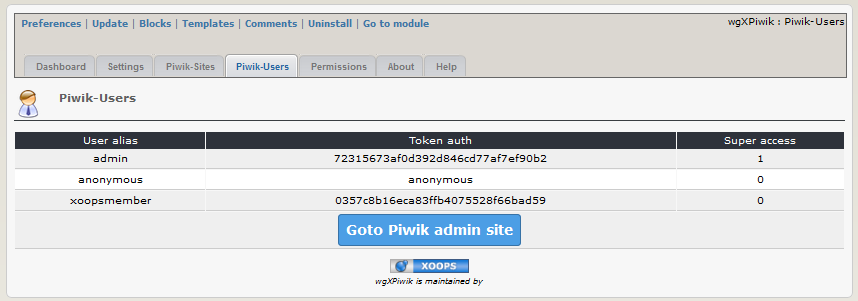 Preferences | Update | Blocks | Templates | Comments | Uninstall | Go to module
wgXPiwik : Piwik-Users
Dashboard Settings Piwik-Sites Piwik-Users Permissions About Help
Piwik-Users
User alias Token auth Super access
admin 72315673af0d392d846cd77af7ef90b2 1
anonymous anonymous 0
xoopsmember 0357c8b16eca83ffb4075528f66bad59 0
Goto Piwik admin site
XOOPS
wgXPiwik is maintained by